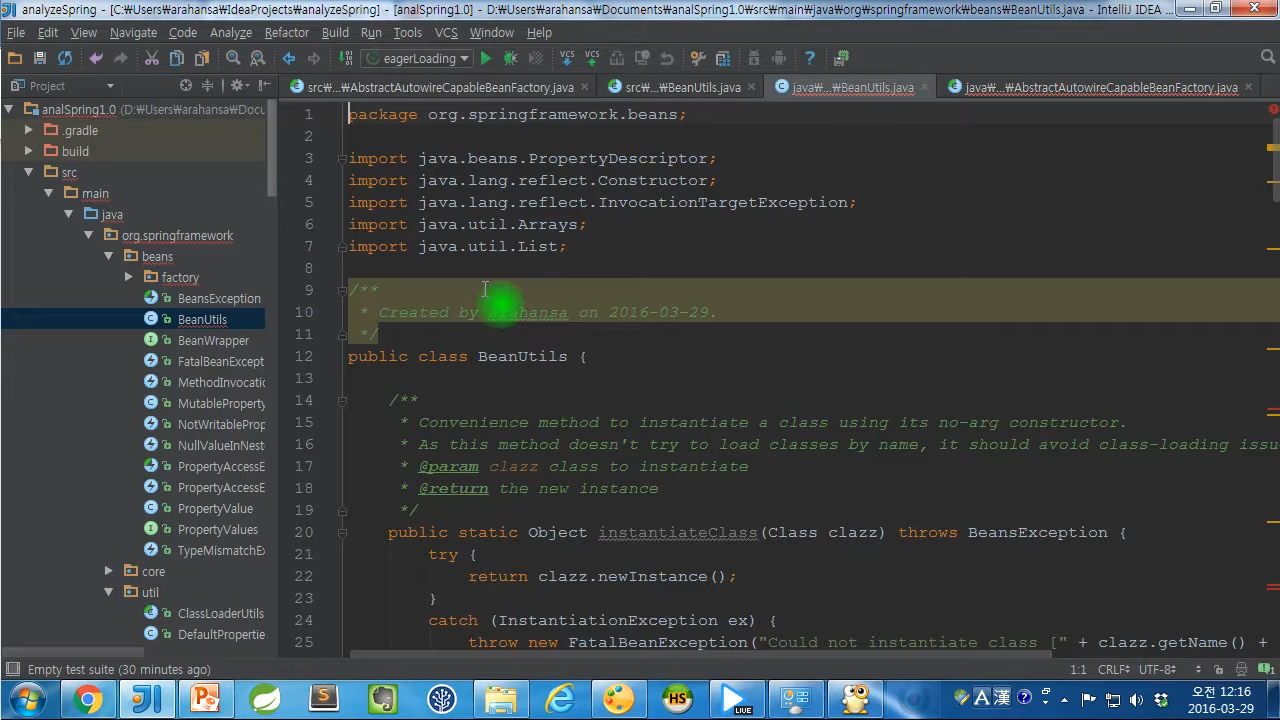 analyzeSpring - [C:₩Users₩arahansa₩IdeaProjects₩analyzeSpring] - [analSpring1.0] - D:₩Users₩arahansa₩Documents₩analSpring1.0₩src₩main₩java₩org₩springframework₩beans₩BeanUtils.java - IntelliJ IDEA
File Edit View Navigate Code Analyze Refactor Build Run Tools VCS Window Help
eagerLoading VCS VCS
Project
src₩...₩AbstractAutowireCapableBeanFactory.java src₩...₩BeanUtils.java java₩...₩BeanUtils.java java₩...₩AbstractAutowireCapableBeanFactory.java
analSpring1.0 (D:₩Users₩arahansa₩Docu
.gradle
build
src
main
java
org.springframework
beans
factory
BeansException
BeanUtils
BeanWrapper
FatalBeanExcept
MethodInvocatio
MutableProperty
NotWritableProp
NullValueInNest
PropertyAccessE
PropertyAccessE
PropertyValue
PropertyValues
TypeMismatchEx
core
util
ClassLoaderUtils
DefaultPropertie
1 package org.springframework.beans;
2
3 import java.beans.PropertyDescriptor;
4 import java.lang.reflect.Constructor;
5 import java.lang.reflect.InvocationTargetException;
6 import java.util.Arrays;
7 import java.util.List;
8
9 /**
10 * Created by arahansa on 2016-03-29.
11 */
12 public class BeanUtils {
13
14 /**
15 * Convenience method to instantiate a class using its no-arg constructor.
16 * As this method doesn't try to load classes by name, it should avoid class-loading issu
17 * @param clazz class to instantiate
18 * @return the new instance
19 */
20 public static Object instantiateClass(Class clazz) throws BeansException {
21 try {
22 return clazz.newInstance();
23 }
24 catch (InstantiationException ex) {
25 throw new FatalBeanException("Could not instantiate class [" + clazz.getName() +
Empty test suite (30 minutes ago) 1:1 CRLF UTF-8
HS LIVE A 漢 오전 12:16
2016-03-29